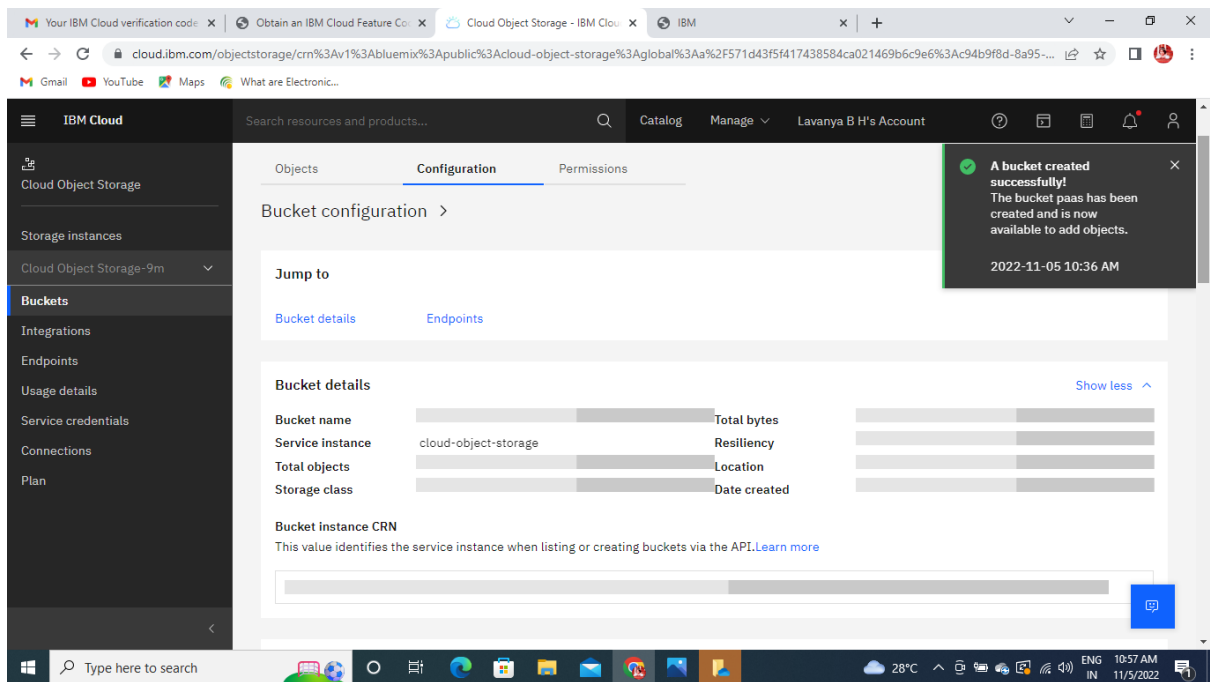 Your IBM Cloud verification code
Obtain an IBM Cloud Feature Co
Cloud Object Storage - IBM Clou
IBM
cloud.ibm.com/objectstorage/crn%3Av1%3Abluemix%3Apublic%3Acloud-object-storage%3Aglobal%3Aa%2F571d43f5f417438584ca021469b6c9e6%3Ac94b9f8d-8a95-...
Gmail
YouTube
Maps
What are Electronic...
IBM Cloud
Search resources and products...
Catalog
Manage
Lavanya B H's Account
Cloud Object Storage
Storage instances
Cloud Object Storage-9m
Buckets
Integrations
Endpoints
Usage details
Service credentials
Connections
Plan
Objects
Configuration
Permissions
Bucket configuration
A bucket created
successfully!
The bucket paas has been
created and is now
available to add objects.
2022-11-05 10:36 AM
Jump to
Bucket details
Endpoints
Bucket details
Show less
Bucket name
Total bytes
Service instance
cloud-object-storage
Resiliency
Total objects
Location
Storage class
Date created
Bucket instance CRN
This value identifies the service instance when listing or creating buckets via the API.Learn more
Type here to search
28°C
ENG
IN
10:57 AM
11/5/2022
1